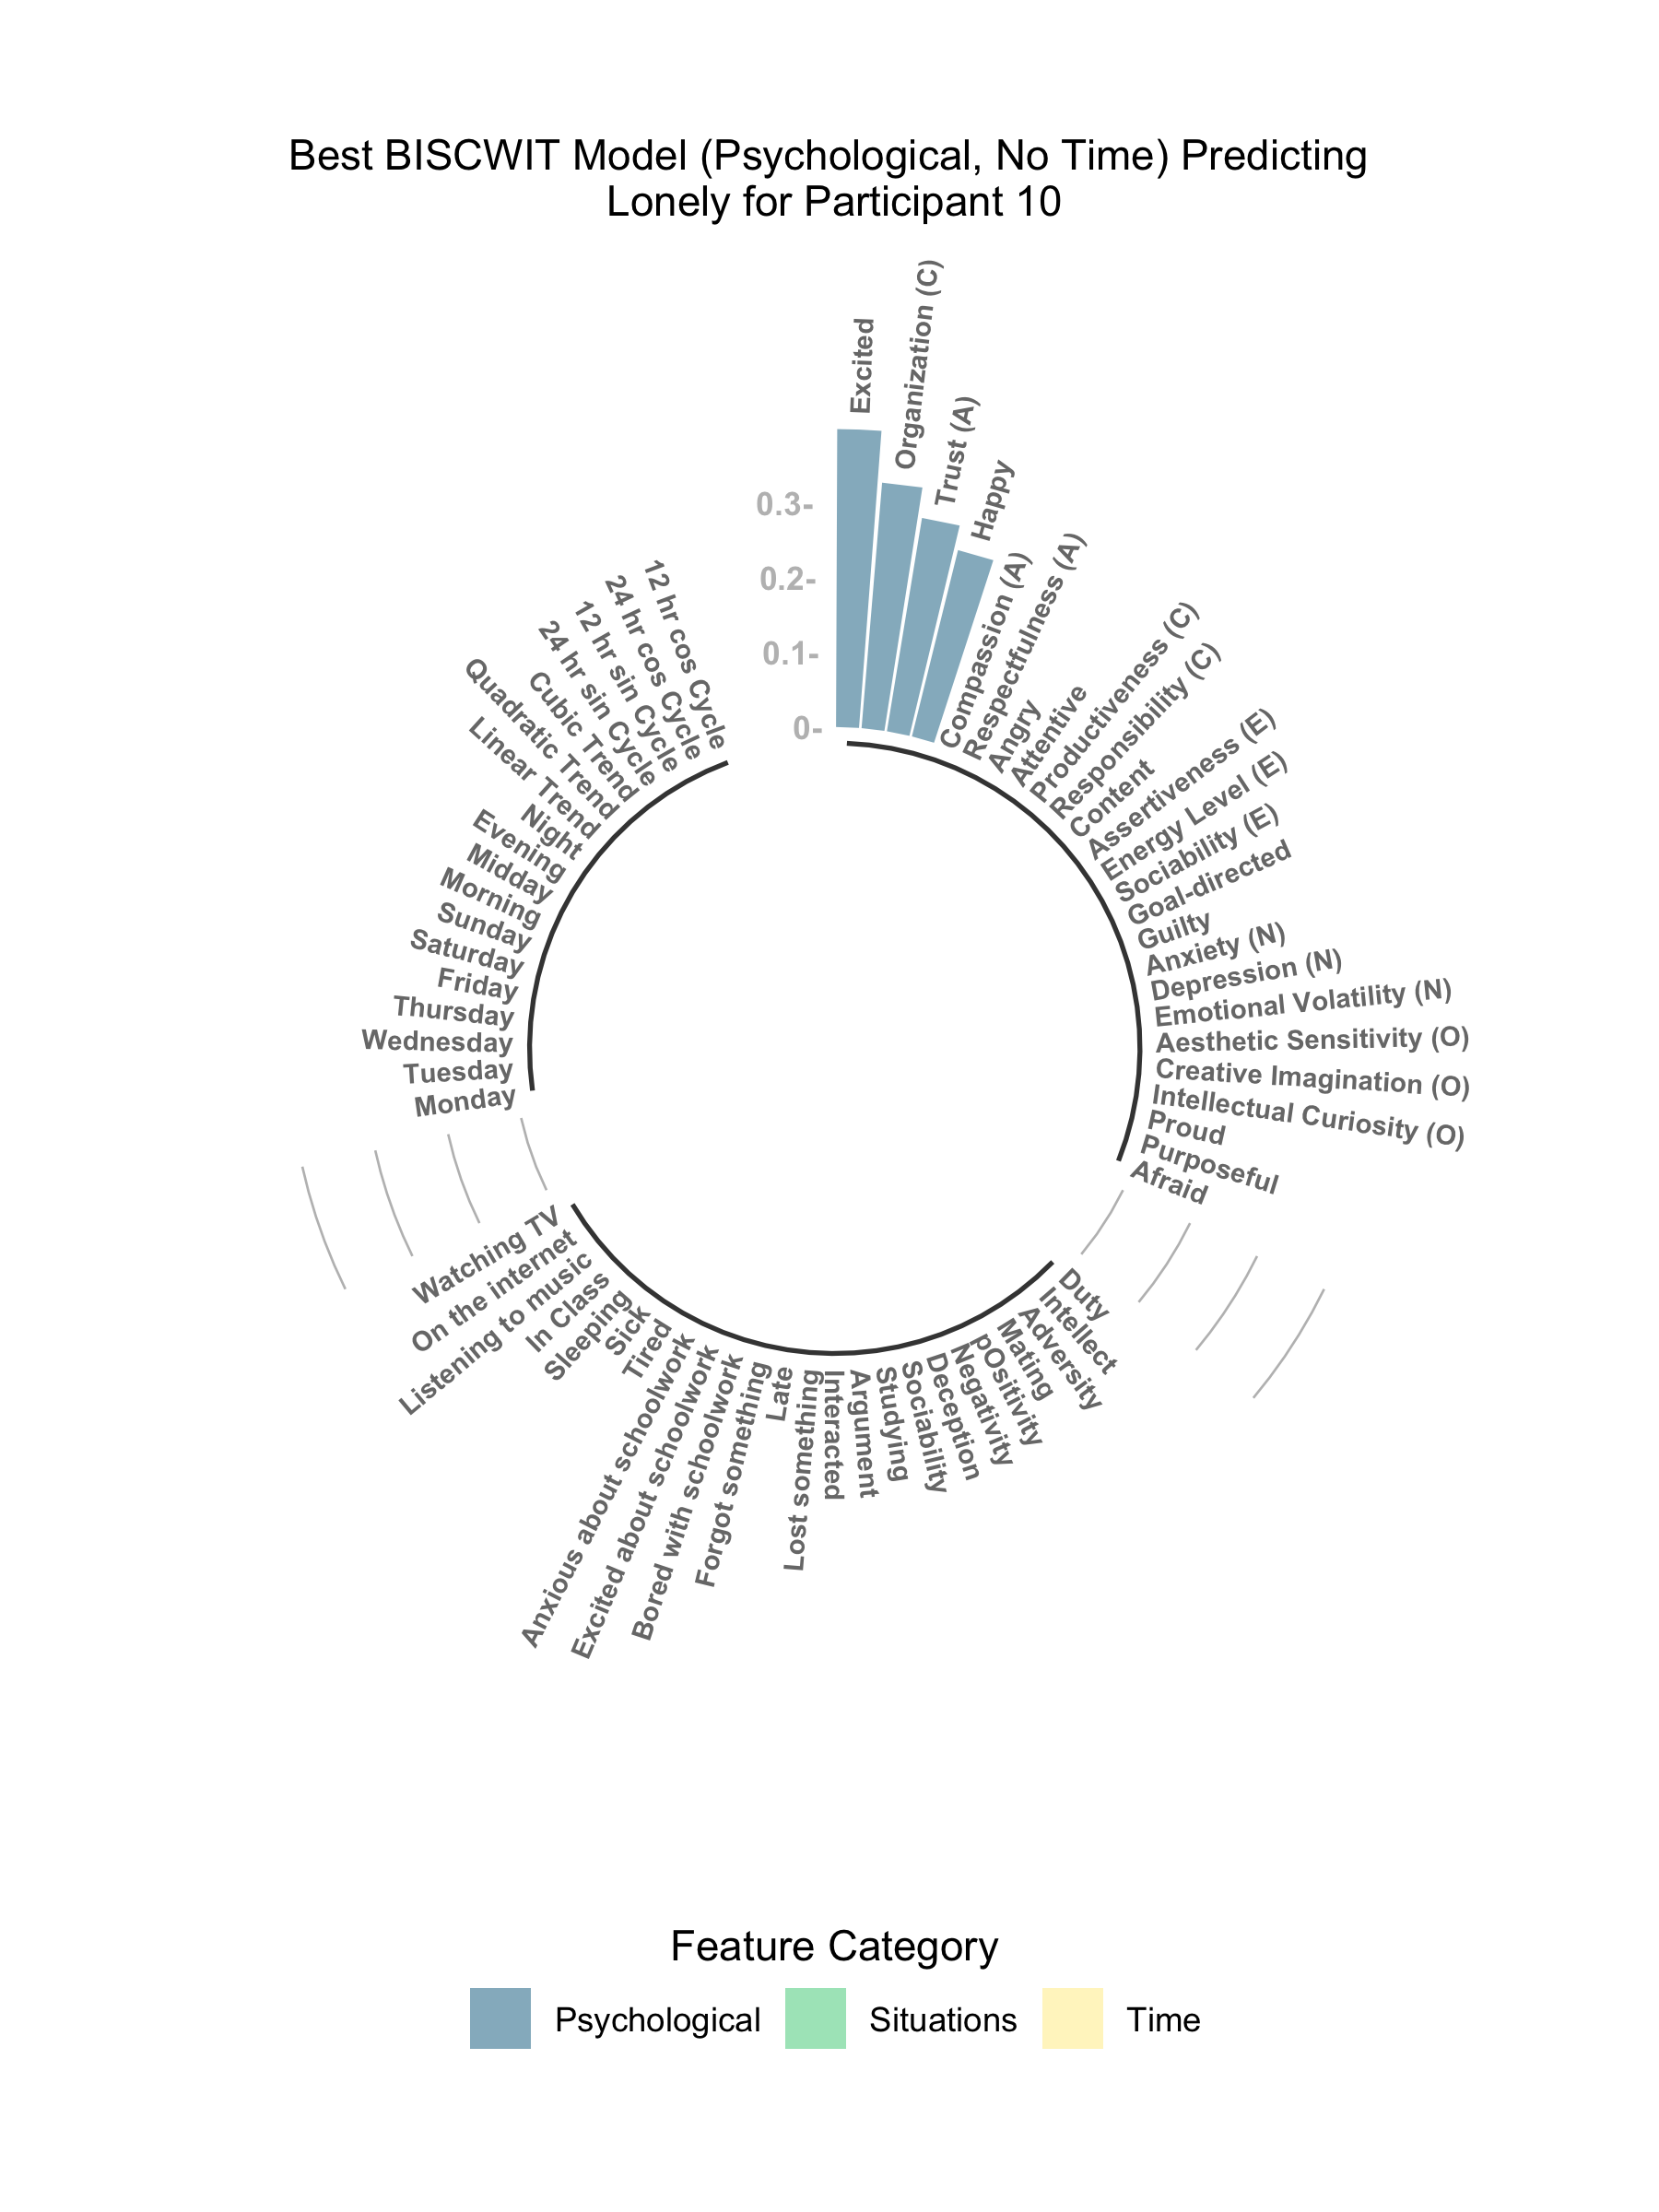 Best BISCWIT Model (Psychological, No Time) Predicting
Lonely for Participant 10
0.3-
0.2-
0.1-
0-
Excited
Organization (C)
Trust (A)
Happy
Compassion (A)
Respectfulness (A)
Angry
Attentive
Productiveness (C)
Responsibility (C)
Content
Assertiveness (E)
Energy Level (E)
Sociability (E)
Goal-directed
Guilty
Anxiety (N)
Depression (N)
Emotional Volatility (N)
Aesthetic Sensitivity (O)
Creative Imagination (O)
Intellectual Curiosity (O)
Proud
Purposeful
Afraid
Duty
Intellect
Adversity
Mating
pOsitivity
Negativity
Deception
Sociability
Studying
Argument
Interacted
Lost something
Late
Forgot something
Bored with schoolwork
Excited about schoolwork
Anxious about schoolwork
Tired
Sick
Sleeping
In Class
Listening to music
On the internet
Watching TV
Monday
Tuesday
Wednesday
Thursday
Friday
Saturday
Sunday
Morning
Midday
Evening
Night
Linear Trend
Quadratic Trend
Cubic Trend
24 hr sin Cycle
12 hr sin Cycle
24 hr cos Cycle
12 hr cos Cycle
Feature Category
Psychological
Situations
Time